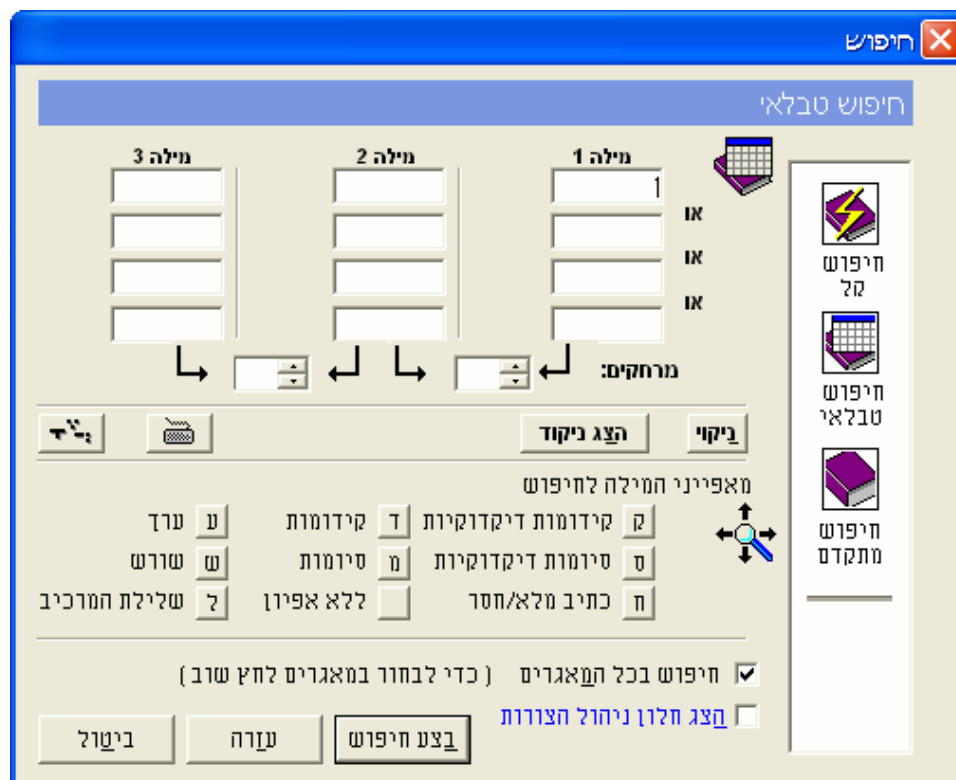 חיפוש
חיפוש טבלאי
מילה 1 מילה 2 מילה 3
1
או
או
או
מרחקים:
ניקוי הצג ניקוד
מאפייני המילה לחיפוש
ק קידומות דיקדוקיות ד קידומות ע ערך
ס סיומות דיקדוקיות מ סיומות ש שורש
ח כתיב מלא/חסר ללא אפיון ל שלילת המרכיב
חיפוש בכל המאגרים ( כדי לבחור במאגרים לחץ שוב )
הצג חלון ניהול הצורות
בצע חיפוש עזרה ביטול
חיפוש
קל
חיפוש
טבלאי
חיפוש
מתקדם